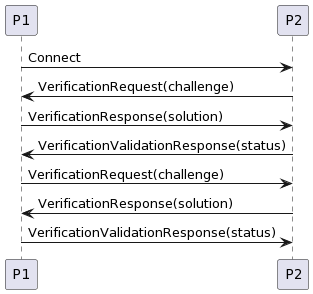 P1 P2
Connect
VerificationRequest(challenge)
VerificationResponse(solution)
VerificationValidationResponse(status)
VerificationRequest(challenge)
VerificationResponse(solution)
VerificationValidationResponse(status)
P1 P2